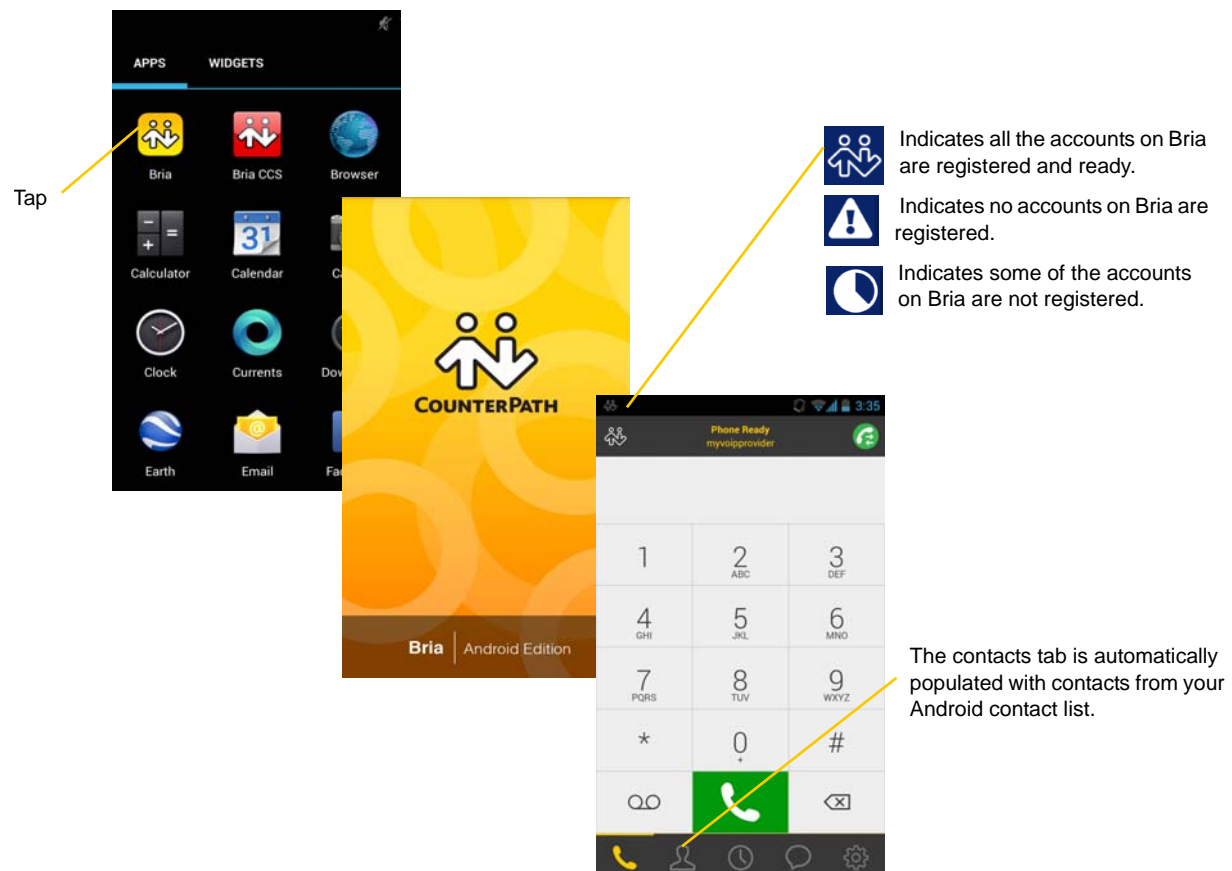 APPS WIDGETS
Bria Bria CCS Browser
Tap
31
Calculator Calendar
Clock Currents
Earth Email
COUNTERPATH
Bria Android Edition
Indicates all the accounts on Bria
are registered and ready.
Indicates no accounts on Bria are
registered.
Indicates some of the accounts
on Bria are not registered.
3:35
Phone Ready
myvoipprovider
1 2 3
ABC DEF
4 5 6
GHI JKL MNO
7 8 9
PQRS TUV WXYZ
* 0 #
+
The contacts tab is automatically
populated with contacts from your
Android contact list.